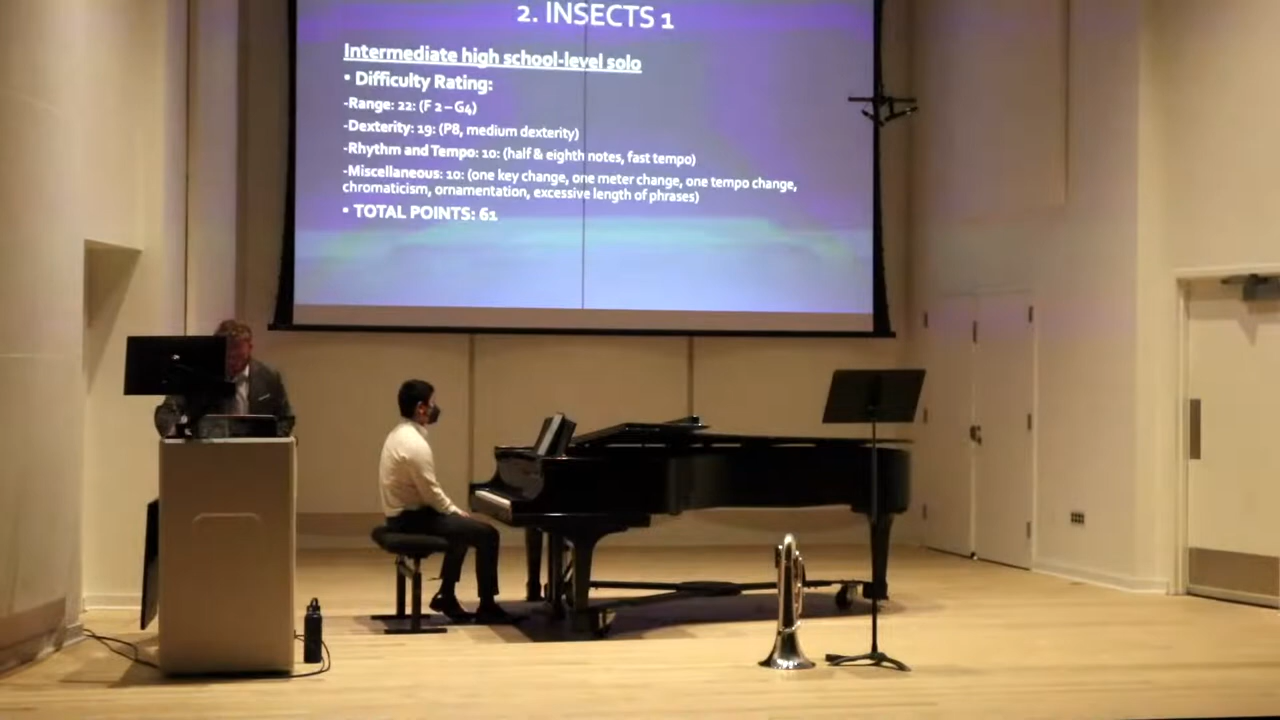 2. INSECTS 1
Intermediate high school-level solo
• Difficulty Rating:
-Range: 22: (F 2 – G4)
-Dexterity: 19: (P8, medium dexterity)
-Rhythm and Tempo: 10: (half & eighth notes, fast tempo)
-Miscellaneous: 10: (one key change, one meter change, one tempo change,
chromaticism, ornamentation, excessive length of phrases)
• TOTAL POINTS: 61